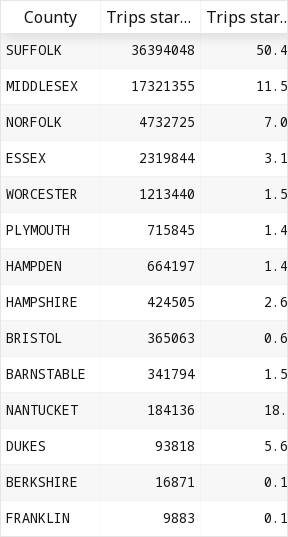 County Trips star... Trips star..
SUFFOLK 36394048 50.4
MIDDLESEX 17321355 11.5
NORFOLK 4732725 7.0
ESSEX 2319844 3.1
WORCESTER 1213440 1.5
PLYMOUTH 715845 1.4
HAMPDEN 664197 1.4
HAMPSHIRE 424505 2.6
BRISTOL 365063 0.6
BARNSTABLE 341794 1.5
NANTUCKET 184136 18.
DUKES 93818 5.6
BERKSHIRE 16871 0.1
FRANKLIN 9883 0.1